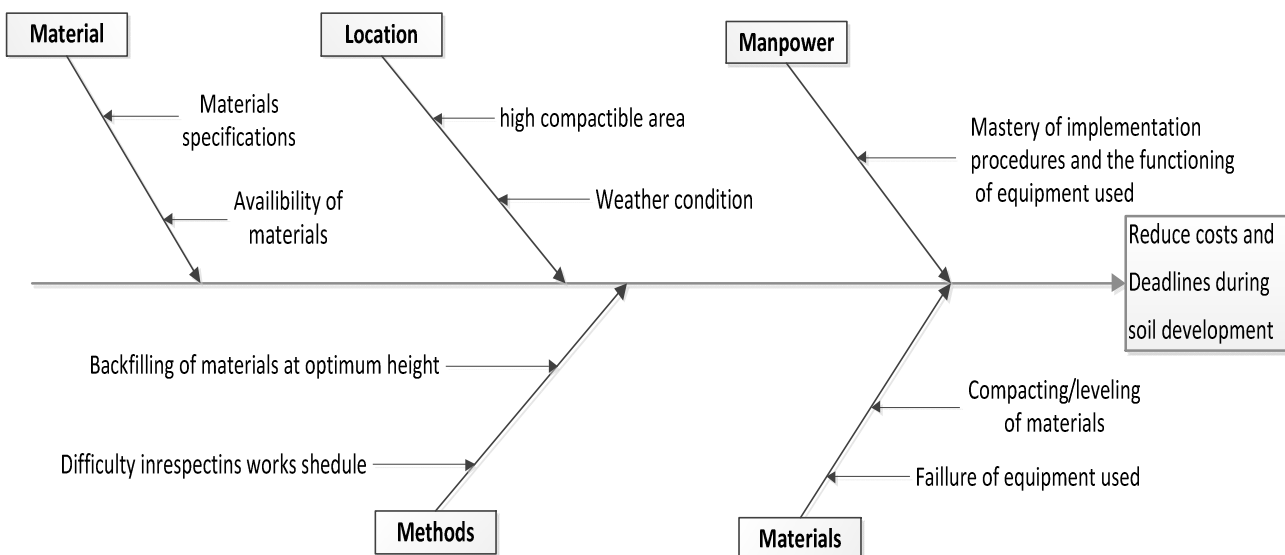 Material
Location
Manpower
Materials
specifications
high compactible area
Mastery of implementation
procedures and the functioning
of equipment used
Availibility of
materials
Weather condition
Reduce costs and
Deadlines during
soil development
Backfilling of materials at optimum height
Compacting/leveling
of materials
Difficulty inrespectins works shedule
Faillure of equipment used
Methods
Materials